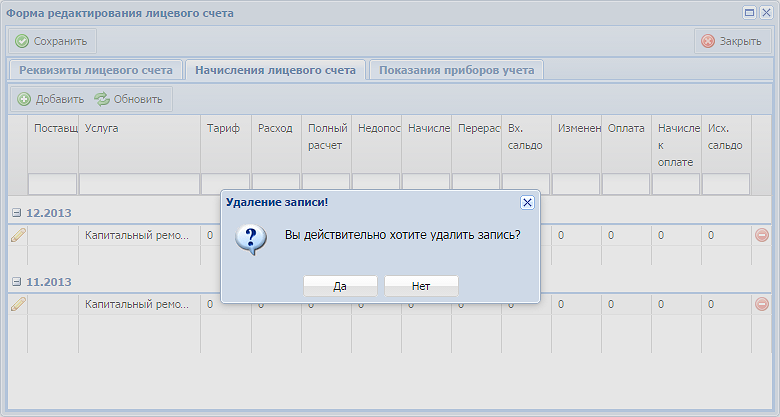 Форма редактирования лицевого счета
Сохранить Закрыть
Реквизиты лицевого счета Начисления лицевого счета Показания приборов учета
Добавить Обновить
Поставщ Услуга Тариф Расход Полный Недопос Начисле Перерас Вх. Изменен Оплата Начисле Исх.
расчет сальдо к сальдо
оплате
Удаление записи!
12.2013
Капитальный ремо... 0 0 0 0 0
Вы действительно хотите удалить запись?
11.2013
Да Нет
Капитальный ремо... 0 0 0 0 0 0 0 0 0 0 0